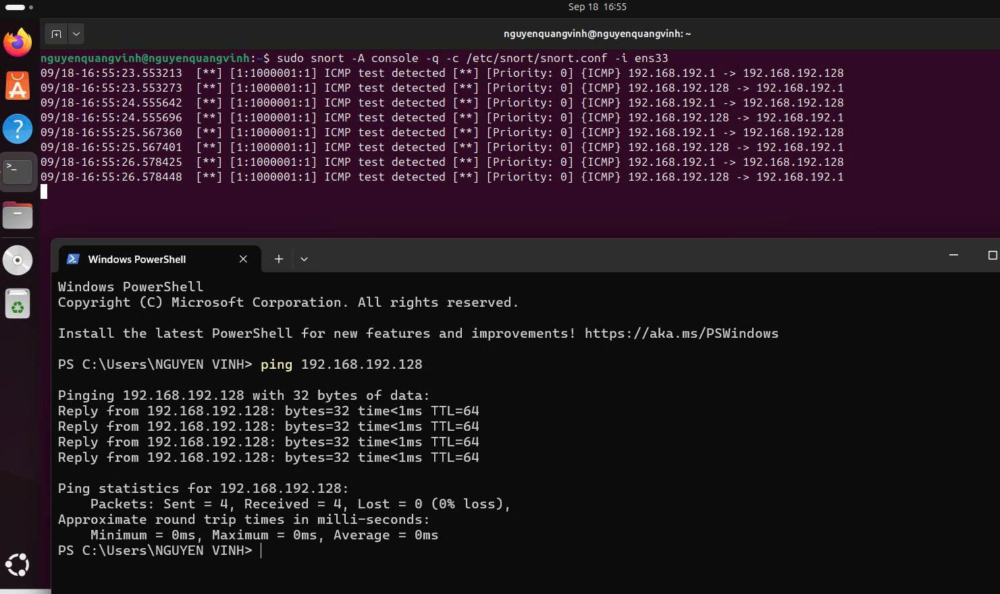 Sep 18 16:55
nguyenquangvinh@nguyenquangvinh: ~
nguyenquangvinh@nguyenquangvinh:~$ sudo snort -A console -q -c /etc/snort/snort.conf -i ens33
09/18-16:55:23.553213  [**] [1:1000001:1] ICMP test detected [**] [Priority: 0] {ICMP} 192.168.192.1 -> 192.168.192.128
09/18-16:55:23.553273  [**] [1:1000001:1] ICMP test detected [**] [Priority: 0] {ICMP} 192.168.192.128 -> 192.168.192.1
09/18-16:55:24.555642  [**] [1:1000001:1] ICMP test detected [**] [Priority: 0] {ICMP} 192.168.192.1 -> 192.168.192.128
09/18-16:55:24.555696  [**] [1:1000001:1] ICMP test detected [**] [Priority: 0] {ICMP} 192.168.192.128 -> 192.168.192.1
09/18-16:55:25.567360  [**] [1:1000001:1] ICMP test detected [**] [Priority: 0] {ICMP} 192.168.192.1 -> 192.168.192.128
09/18-16:55:25.567401  [**] [1:1000001:1] ICMP test detected [**] [Priority: 0] {ICMP} 192.168.192.128 -> 192.168.192.1
09/18-16:55:26.578425  [**] [1:1000001:1] ICMP test detected [**] [Priority: 0] {ICMP} 192.168.192.1 -> 192.168.192.128
09/18-16:55:26.578448  [**] [1:1000001:1] ICMP test detected [**] [Priority: 0] {ICMP} 192.168.192.128 -> 192.168.192.1
Windows PowerShell
Windows PowerShell
Copyright (C) Microsoft Corporation. All rights reserved.
Install the latest PowerShell for new features and improvements! https://aka.ms/PSWindows
PS C:\Users\NGUYEN VINH> ping 192.168.192.128
Pinging 192.168.192.128 with 32 bytes of data:
Reply from 192.168.192.128: bytes=32 time<1ms TTL=64
Reply from 192.168.192.128: bytes=32 time<1ms TTL=64
Reply from 192.168.192.128: bytes=32 time<1ms TTL=64
Reply from 192.168.192.128: bytes=32 time<1ms TTL=64
Ping statistics for 192.168.192.128:
    Packets: Sent = 4, Received = 4, Lost = 0 (0% loss),
Approximate round trip times in milli-seconds:
    Minimum = 0ms, Maximum = 0ms, Average = 0ms
PS C:\Users\NGUYEN VINH>